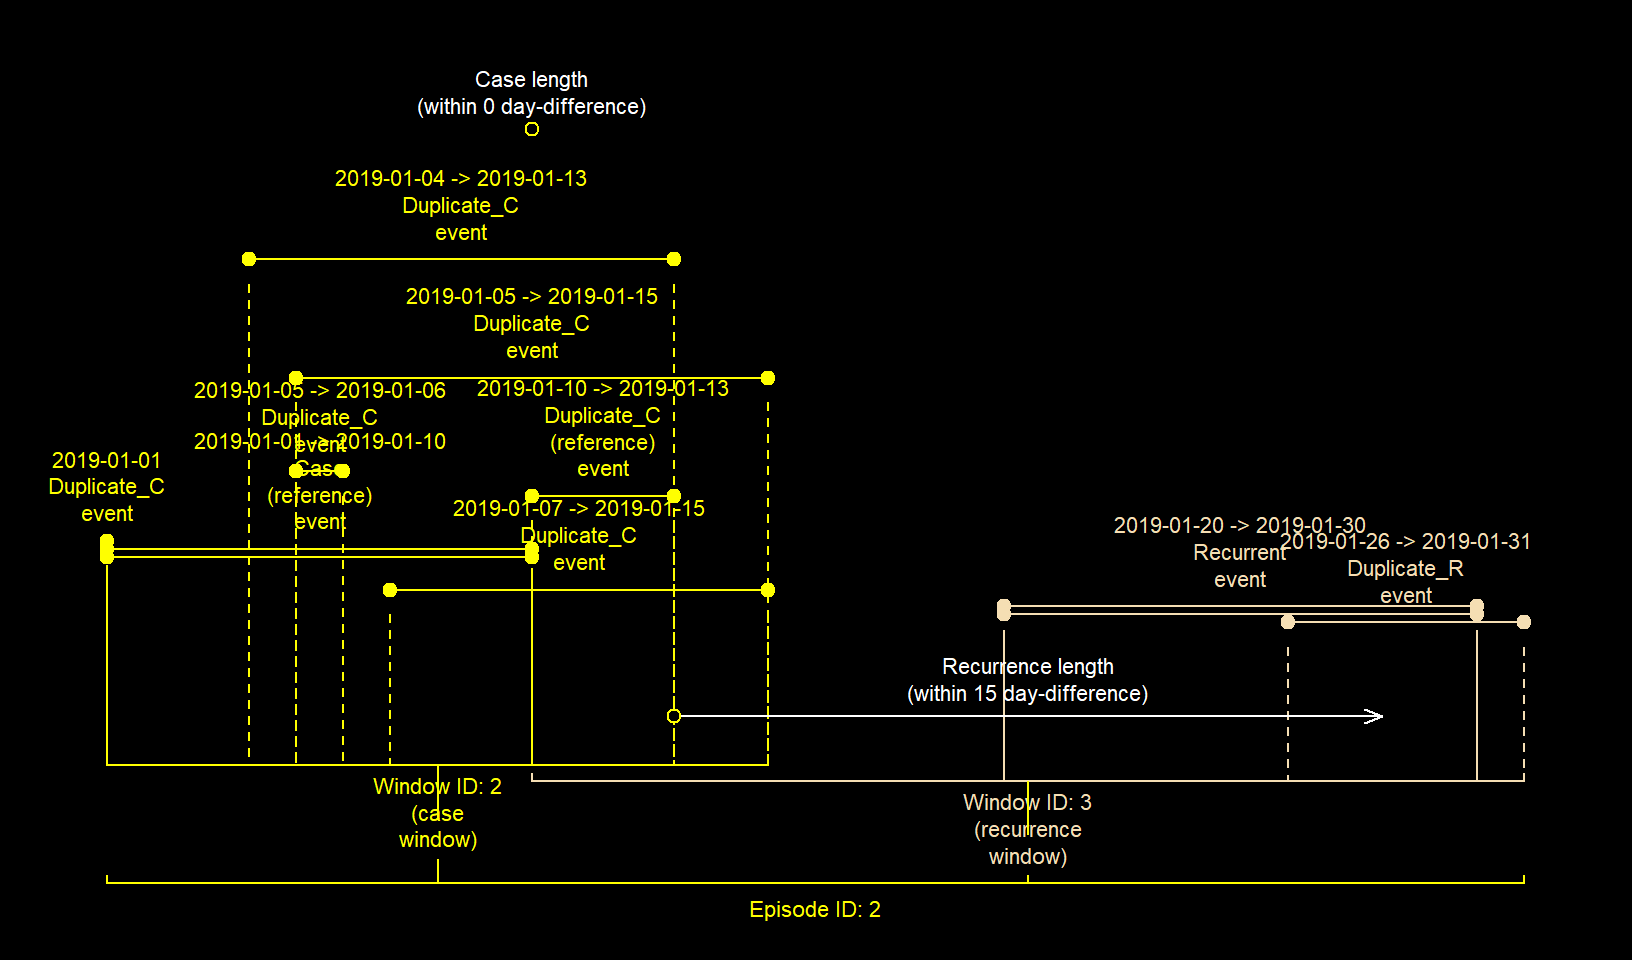 Case length
(within 0 day-difference)
2019-01-04 -> 2019-01-13
Duplicate_C
event
2019-01-05 -> 2019-01-15
Duplicate_C
event
2019-01-05 -> 2019-01-06
Duplicate_C
event
2019-01-10 -> 2019-01-13
Duplicate_C
(reference)
event
2019-01-01 -> 2019-01-10
Case
(reference)
event
2019-01-01
Duplicate_C
event
2019-01-07 -> 2019-01-15
Duplicate_C
event
2019-01-20 -> 2019-01-30
Recurrent
event
2019-01-26 -> 2019-01-31
Duplicate_R
event
Recurrence length
(within 15 day-difference)
Window ID: 2
(case
window)
Window ID: 3
(recurrence
window)
Episode ID: 2